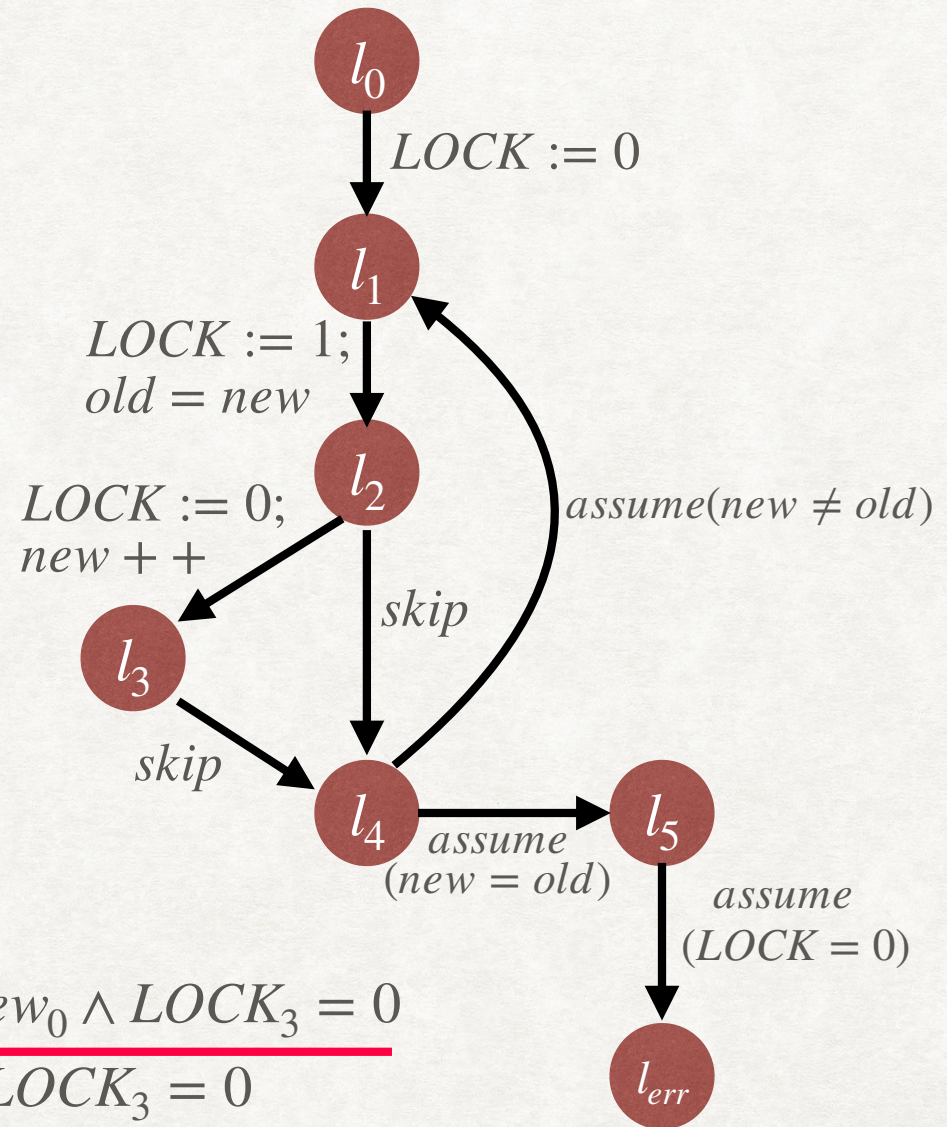 l₀
LOCK := 0
l₁
LOCK := 1;
old = new
l₂
LOCK := 0;
new + +
assume(new ≠ old)
skip
l₃
skip
l₄
l₅
assume
(new = old)
assume
(LOCK = 0)
ew₀ ∧ LOCK₃ = 0
LOCK₃ = 0
l_err